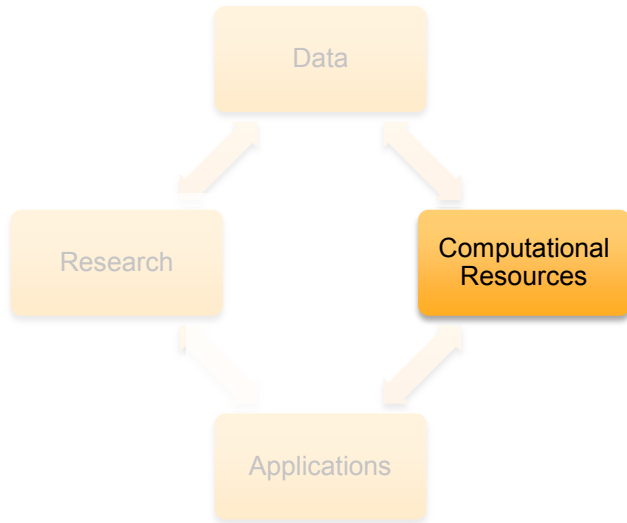 Data
Research
Computational
Resources
Applications